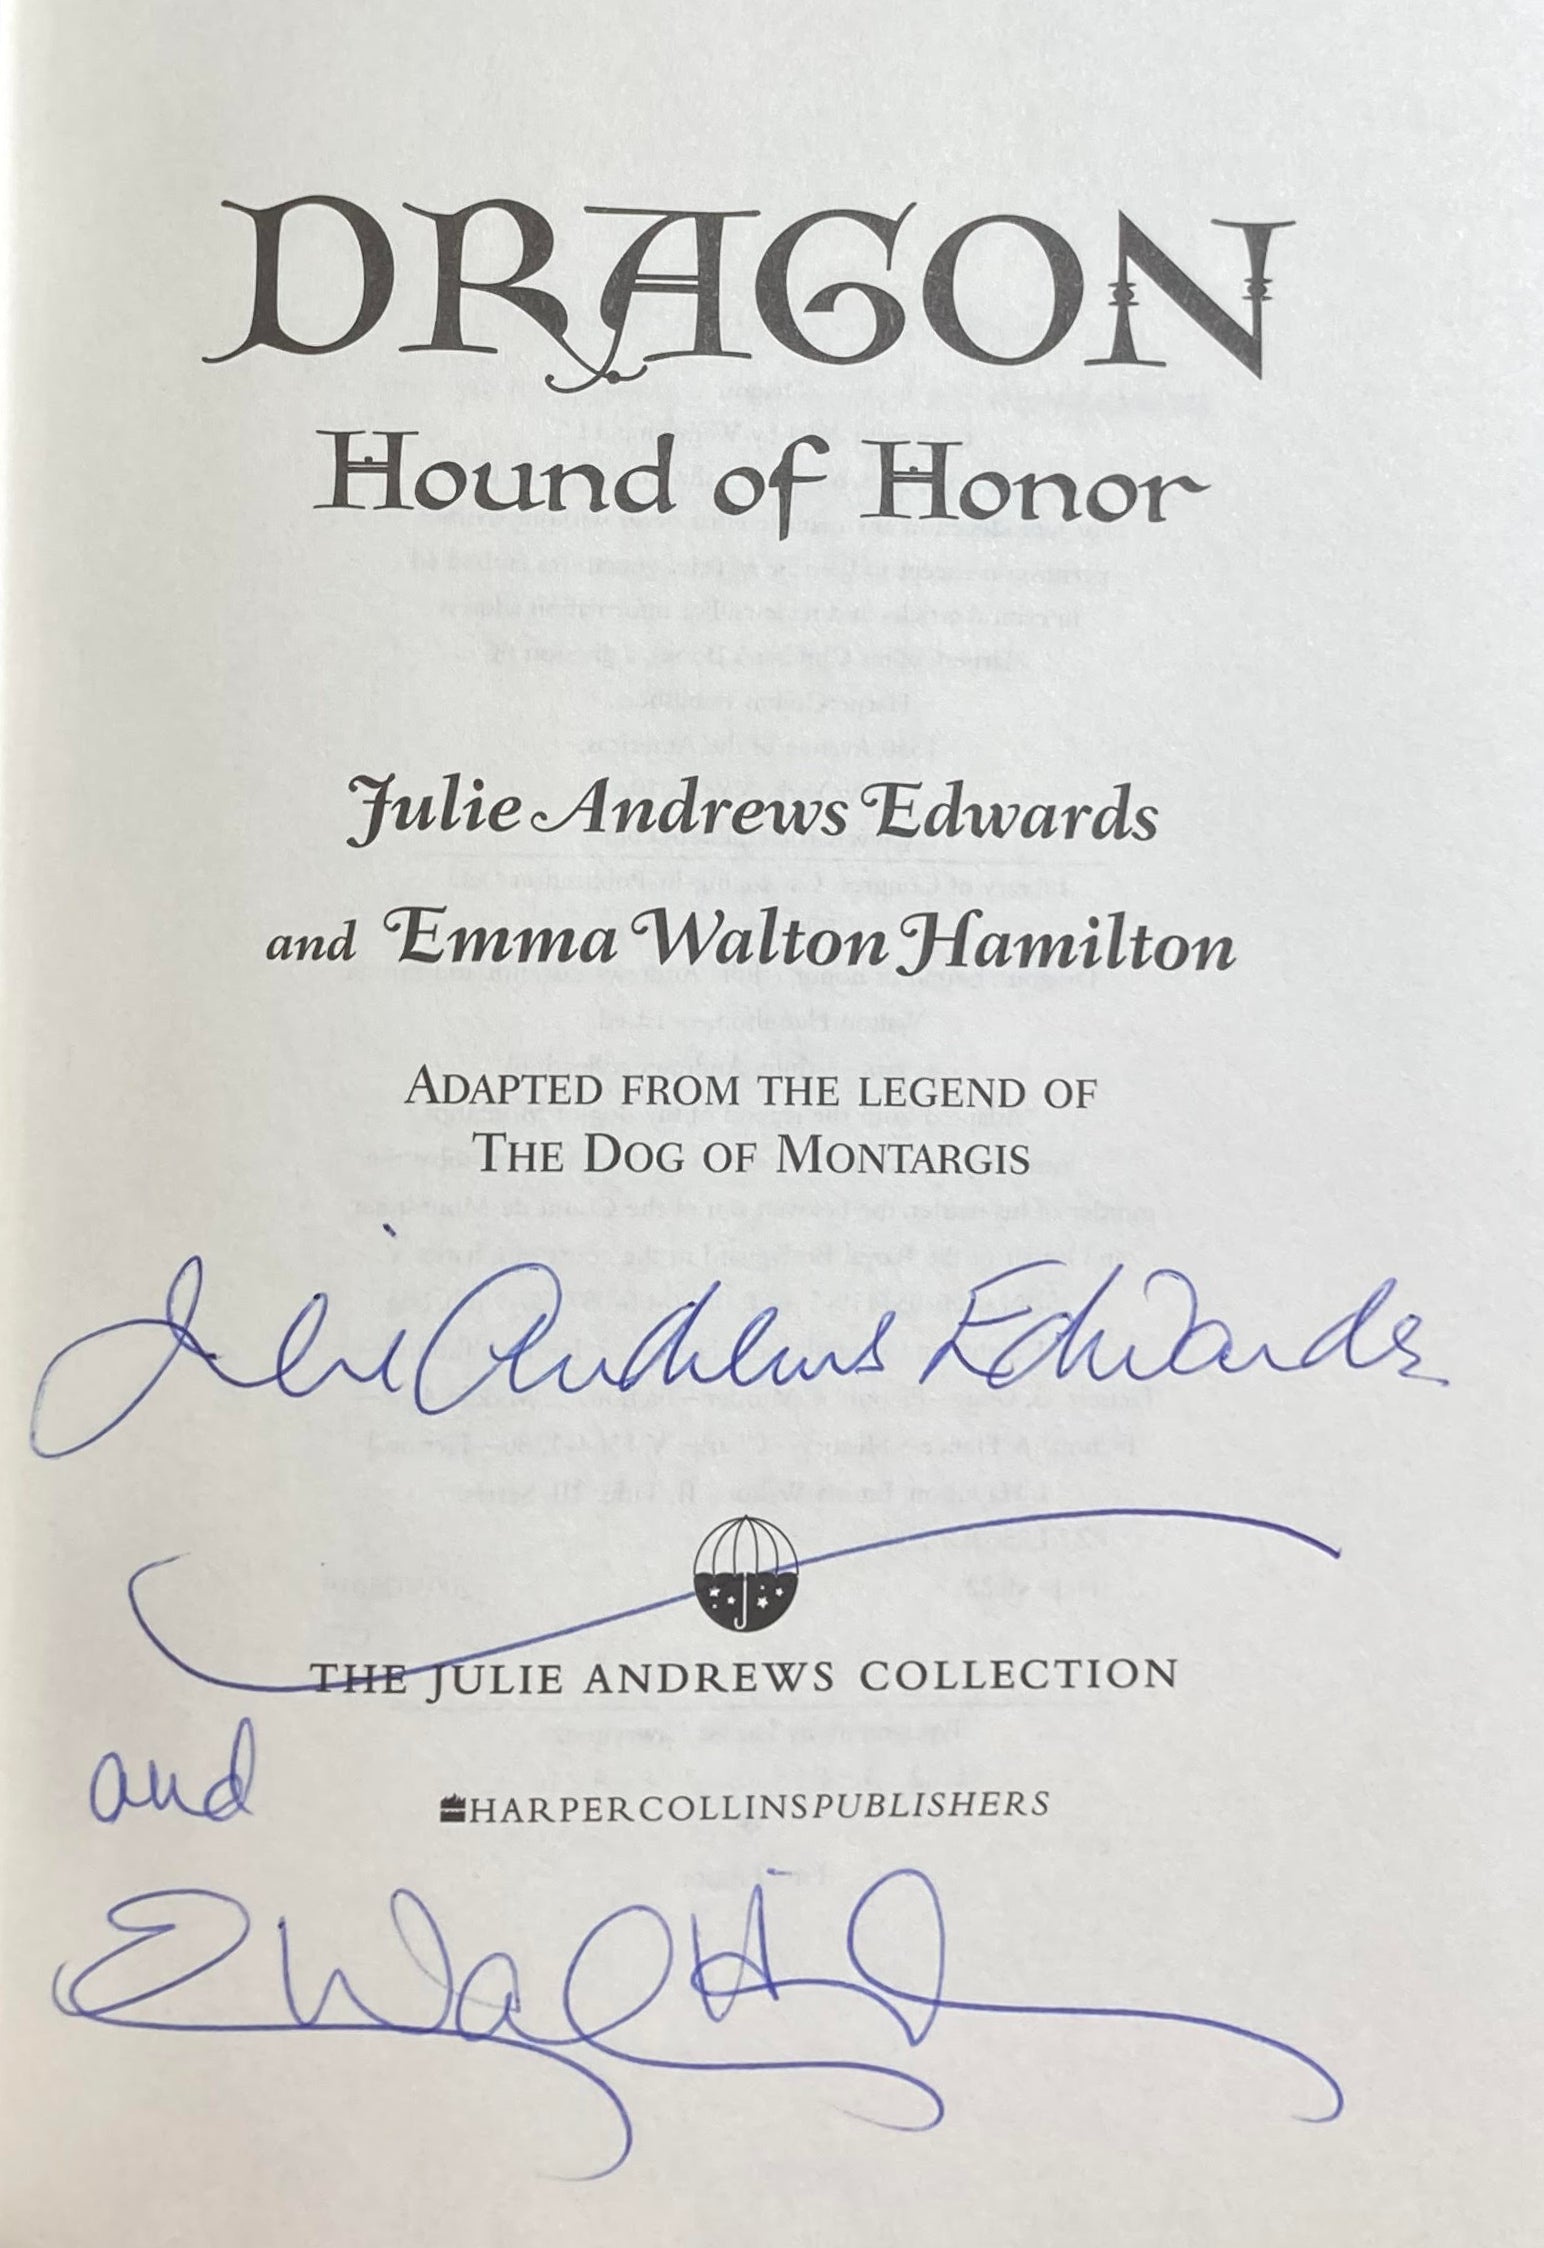 DRAGON
Hound of Honor
Julie Andrews Edwards
and Emma Walton Hamilton
ADAPTED FROM THE LEGEND OF
THE DOG OF MONTARGIS
Julie Andrews Edwards
THE JULIE ANDREWS COLLECTION
and
HARPERCOLLINSPUBLISHERS